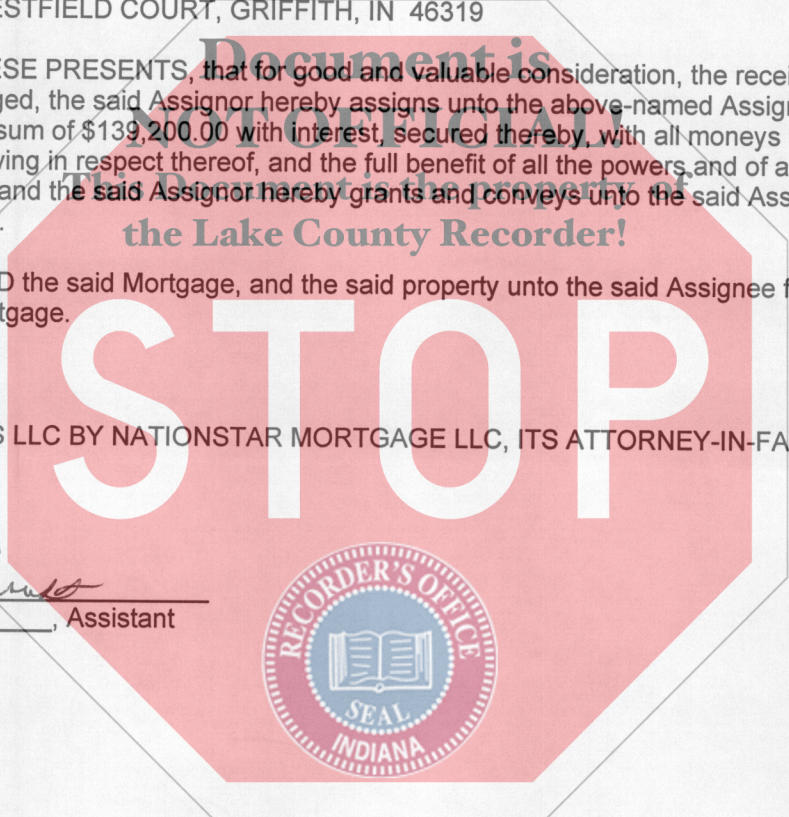 ESTFIELD COURT, GRIFFITH, IN 46319
Document is
ESE PRESENTS, that for good and valuable consideration, the recei
ged, the said Assignor hereby assigns unto the above-named Assign
NOT OFFICIAL!
sum of $139,200.00 with interest, secured thereby, with all moneys
ving in respect thereof, and the full benefit of all the powers and of a
This Document is the property of
and the said Assignor hereby grants and conveys unto the said Ass
the Lake County Recorder!
D the said Mortgage, and the said property unto the said Assignee f
tgage.
STOP
S LLC BY NATIONSTAR MORTGAGE LLC, ITS ATTORNEY-IN-FA
, Assistant
RECORDER'S OFFICE
SEAL
INDIANA